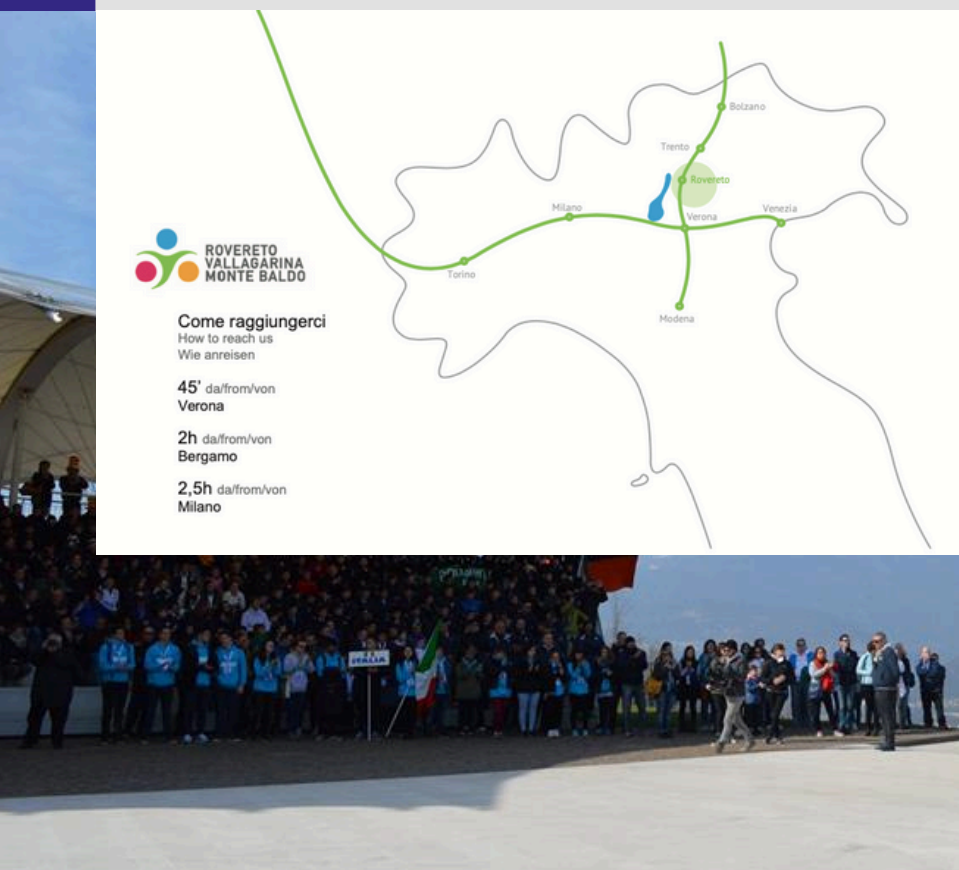 Bolzano
Trento
Rovereto
Milano
Verona
Venezia
Torino
Modena
ROVERETO
VALLAGARINA
MONTE BALDO
Come raggiungerci
How to reach us
Wie anreisen
45' da/from/von
Verona
2h da/from/von
Bergamo
2,5h da/from/von
Milano
ITALIA